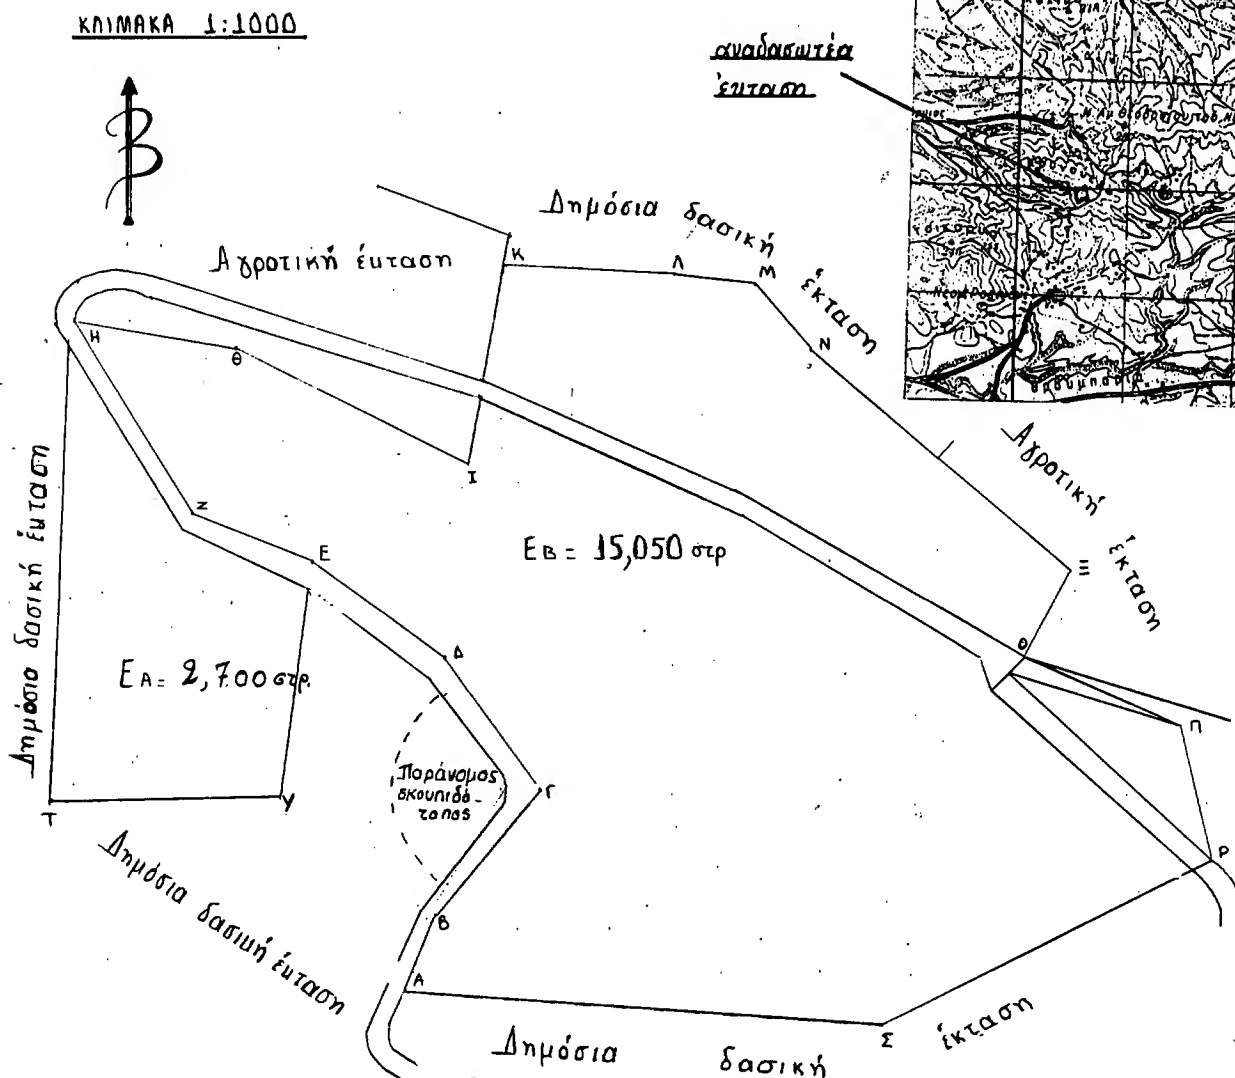 ΚΛΙΜΑΚΑ 1:1000
αναδασωτέα
έκταση
Β
Δημόσια δασική έκταση
Αγροτική έκταση
Κ
Λ
Μ
Ν
Η
Θ
Ι
Αγροτική έκταση
Ζ
Ε
ΕΒ = 15,050 στρ
Ξ
Δημόσια δασική έκταση
Ο
Δ
ΕΑ = 2,700 στρ.
Π
Παράνομος
σκουπιδό-
τοπος
Γ
Τ
Υ
Ρ
Δημόσια δασική έκταση
Β
Α
Σ
Δημόσια δασική έκταση